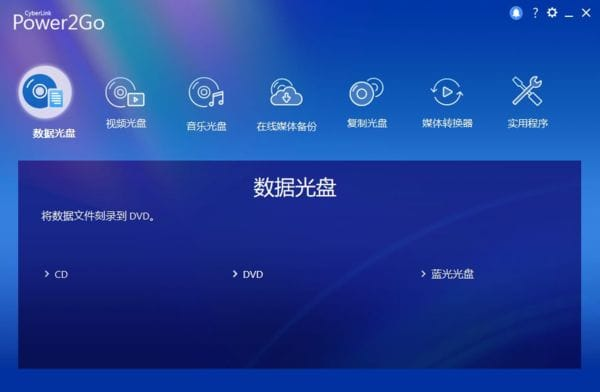 CyberLink
Power2Go
?
数据光盘
视频光盘
音乐光盘
在线媒体备份
复制光盘
媒体转换器
实用程序
数据光盘
将数据文件刻录到 DVD。
CD
DVD
蓝光光盘